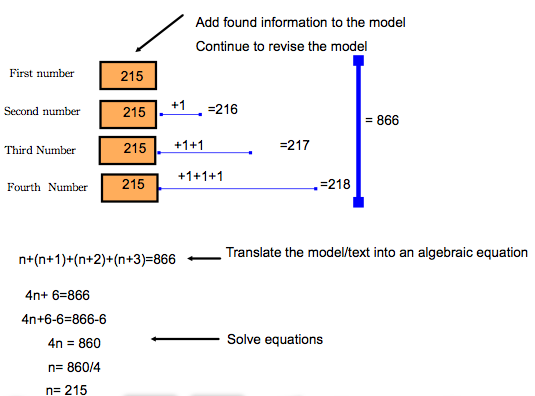 Add found information to the model
Continue to revise the model
First number 215
Second number 215 +1 =216
Third Number 215 +1+1 =217
Fourth Number 215 +1+1+1 =218
= 866
n+(n+1)+(n+2)+(n+3)=866 Translate the model/text into an algebraic equation
4n+ 6=866
4n+6-6=866-6
4n = 860 Solve equations
n= 860/4
n= 215